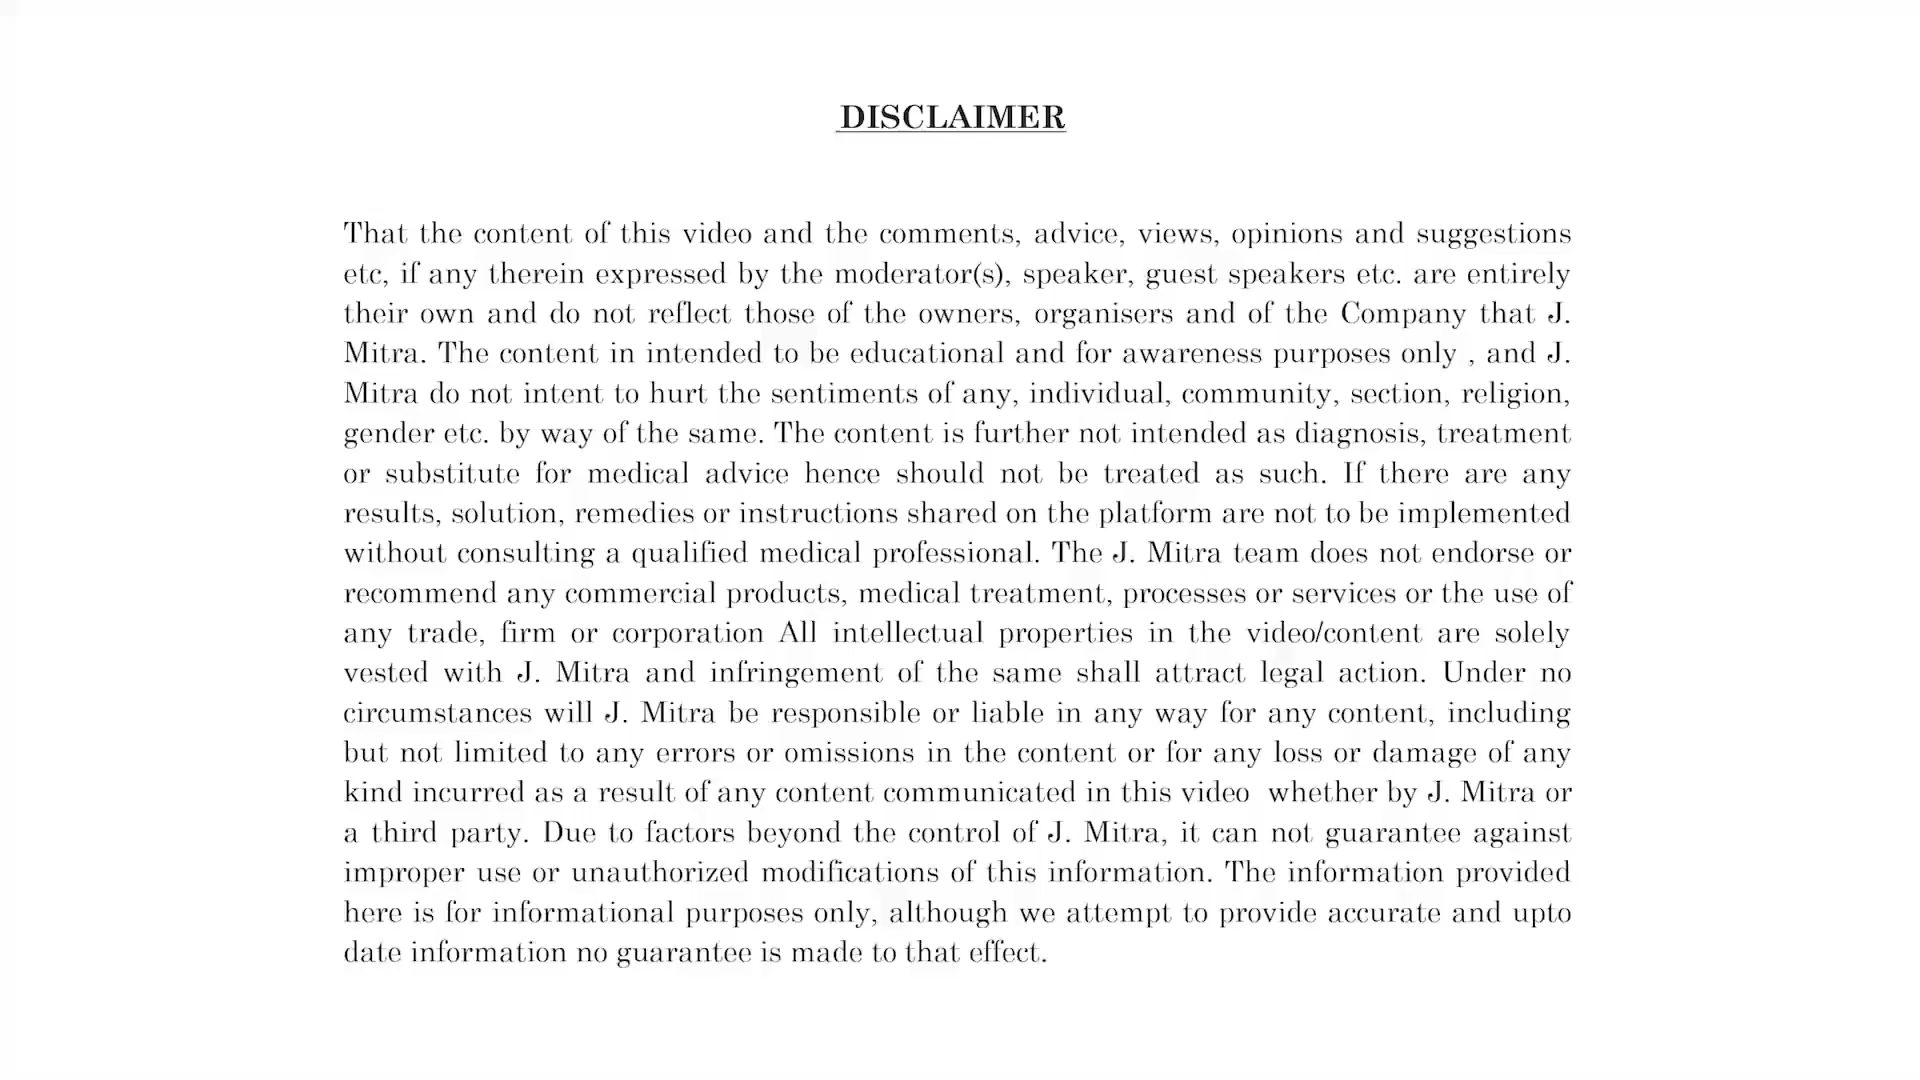 DISCLAIMER
That the content of this video and the comments, advice, views, opinions and suggestions
etc, if any therein expressed by the moderator(s), speaker, guest speakers etc. are entirely
their own and do not reflect those of the owners, organisers and of the Company that J.
Mitra. The content in intended to be educational and for awareness purposes only , and J.
Mitra do not intent to hurt the sentiments of any, individual, community, section, religion,
gender etc. by way of the same. The content is further not intended as diagnosis, treatment
or substitute for medical advice hence should not be treated as such. If there are any
results, solution, remedies or instructions shared on the platform are not to be implemented
without consulting a qualified medical professional. The J. Mitra team does not endorse or
recommend any commercial products, medical treatment, processes or services or the use of
any trade, firm or corporation All intellectual properties in the video/content are solely
vested with J. Mitra and infringement of the same shall attract legal action. Under no
circumstances will J. Mitra be responsible or liable in any way for any content, including
but not limited to any errors or omissions in the content or for any loss or damage of any
kind incurred as a result of any content communicated in this video  whether by J. Mitra or
a third party. Due to factors beyond the control of J. Mitra, it can not guarantee against
improper use or unauthorized modifications of this information. The information provided
here is for informational purposes only, although we attempt to provide accurate and upto
date information no guarantee is made to that effect.